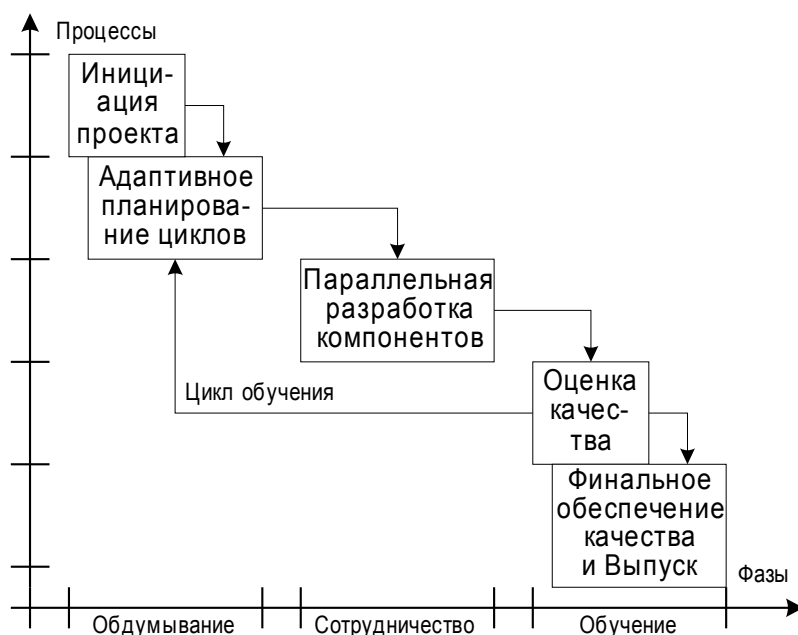 Процессы
Иници-
ация
проекта
Адаптивное
планирова-
ние циклов
Параллельная
разработка
компонентов
Цикл обучения
Оценка
качес-
тва
Финальное
обеспечение
качества
и Выпуск
Фазы
Обдумывание
Сотрудничество
Обучение